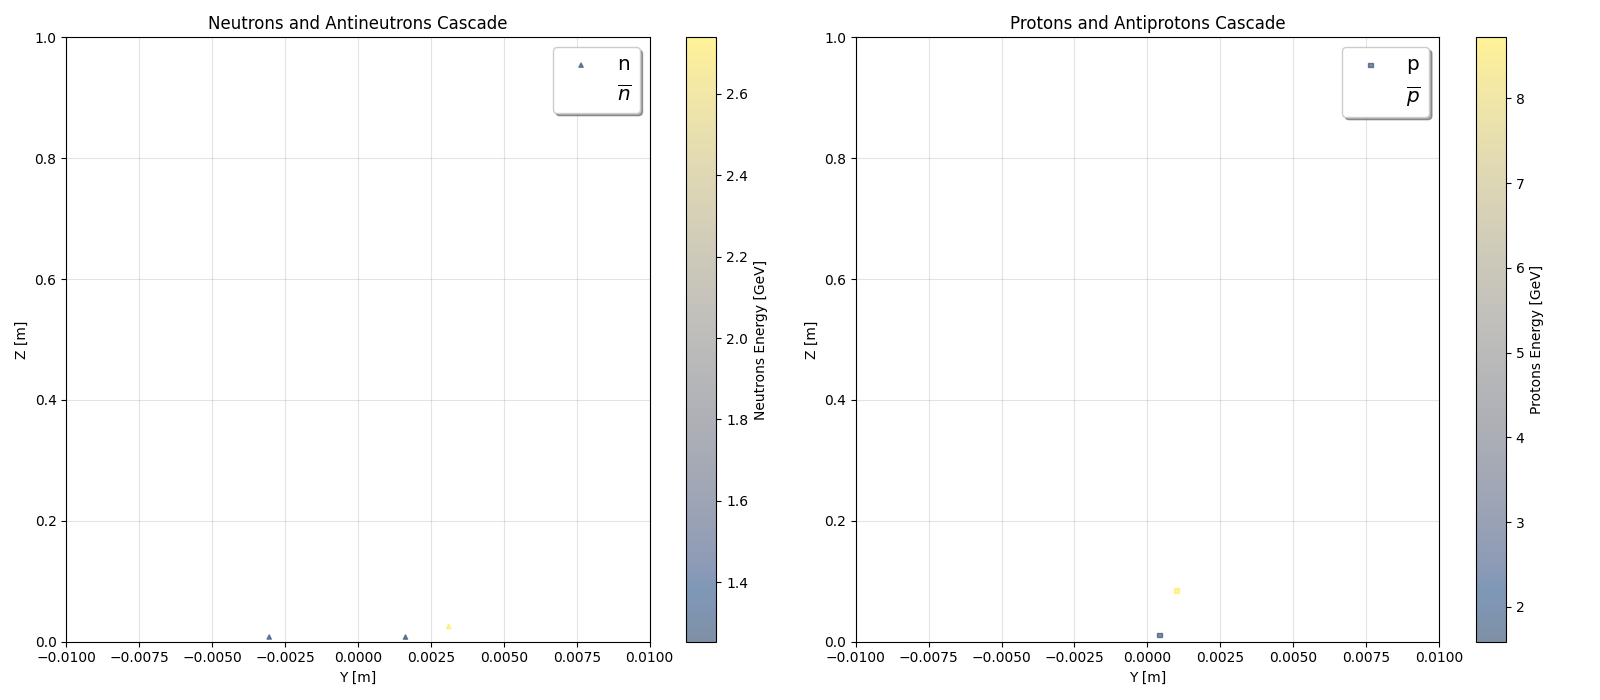 Neutrons and Antineutrons Cascade
1.0
0.8
0.6
0.4
0.2
0.0
Z [m]
−0.0100 −0.0075 −0.0050 −0.0025 0.0000 0.0025 0.0050 0.0075 0.0100
Y [m]
n
n̅
2.6
2.4
2.2
2.0
1.8
1.6
1.4
Neutrons Energy [GeV]
Protons and Antiprotons Cascade
1.0
0.8
0.6
0.4
0.2
0.0
Z [m]
−0.0100 −0.0075 −0.0050 −0.0025 0.0000 0.0025 0.0050 0.0075 0.0100
Y [m]
p
p̅
8
7
6
5
4
3
2
Protons Energy [GeV]